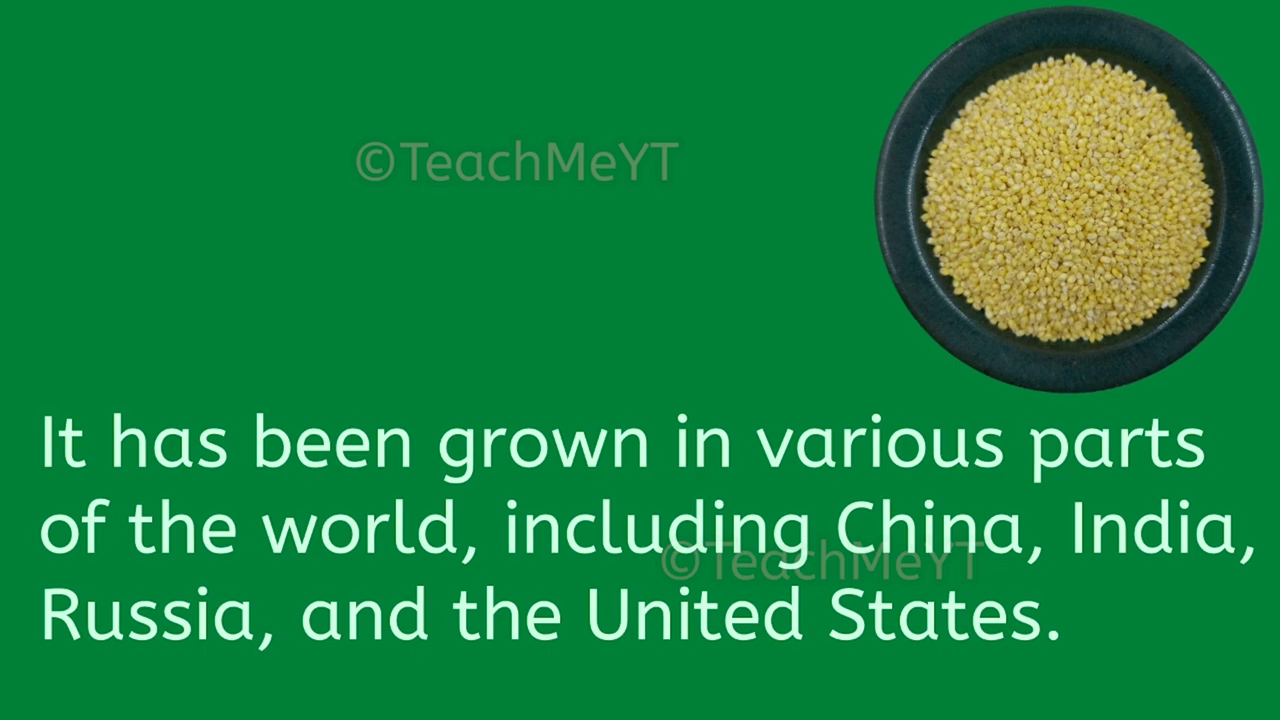 ©TeachMeYT
It has been grown in various parts
of the world, including China, India,
©TeachMeYT
Russia, and the United States.